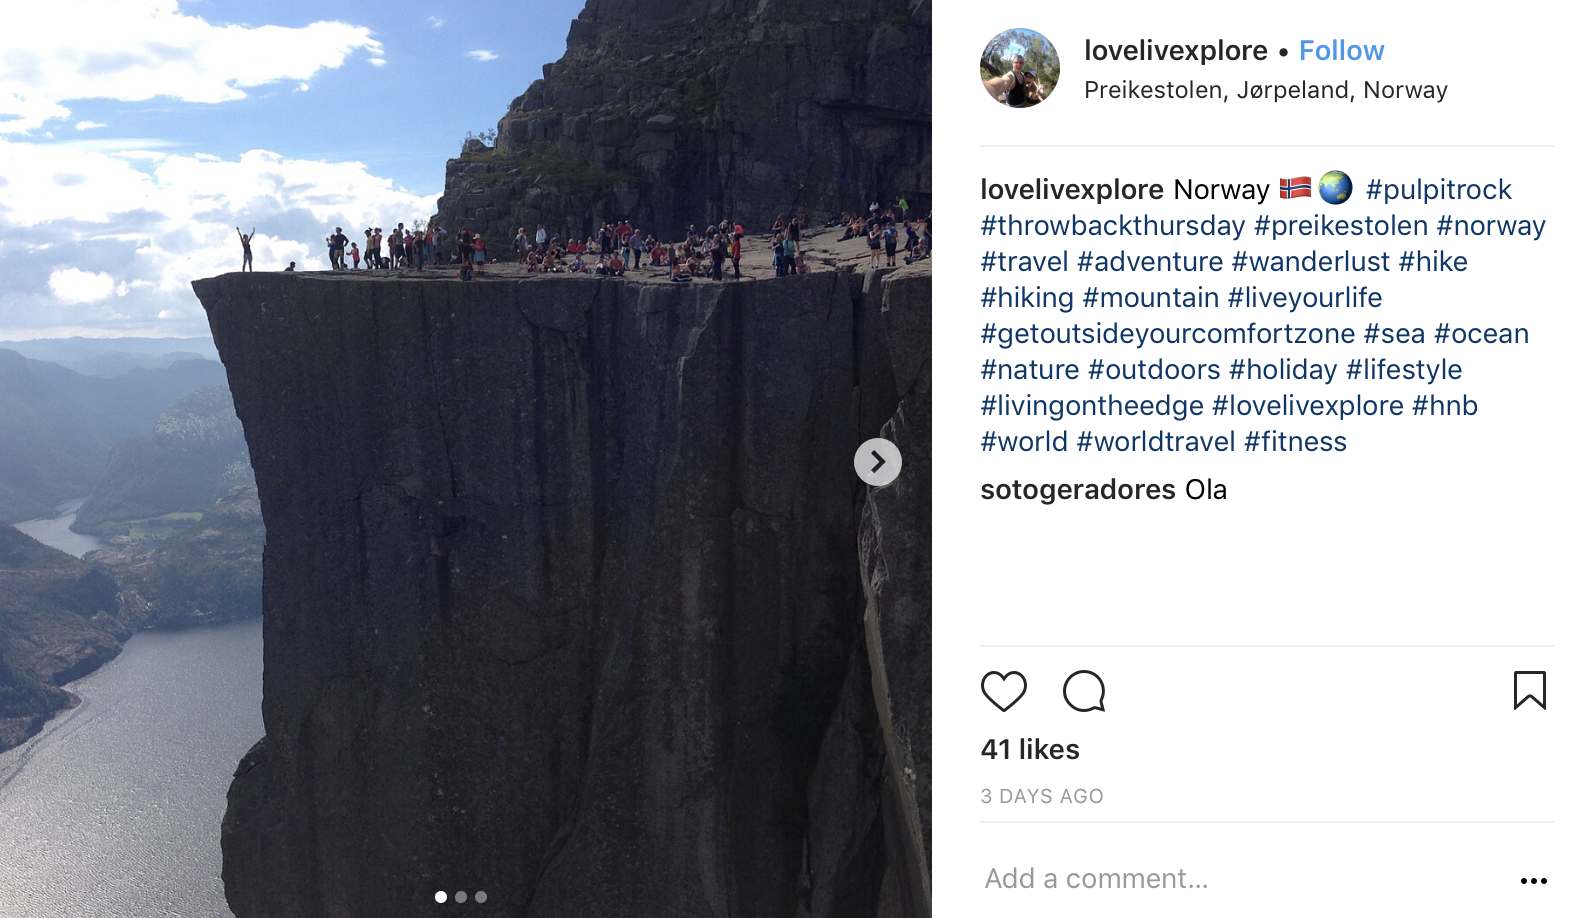 lovelivexplore • Follow
Preikestolen, Jørpeland, Norway
lovelivexplore Norway 🇳🇴🌏 #pulpitrock
#throwbackthursday #preikestolen #norway
#travel #adventure #wanderlust #hike
#hiking #mountain #liveyourlife
#getoutsideyourcomfortzone #sea #ocean
#nature #outdoors #holiday #lifestyle
#livingontheedge #lovelivexplore #hnb
#world #worldtravel #fitness
sotogeradores Ola
41 likes
3 DAYS AGO
Add a comment...